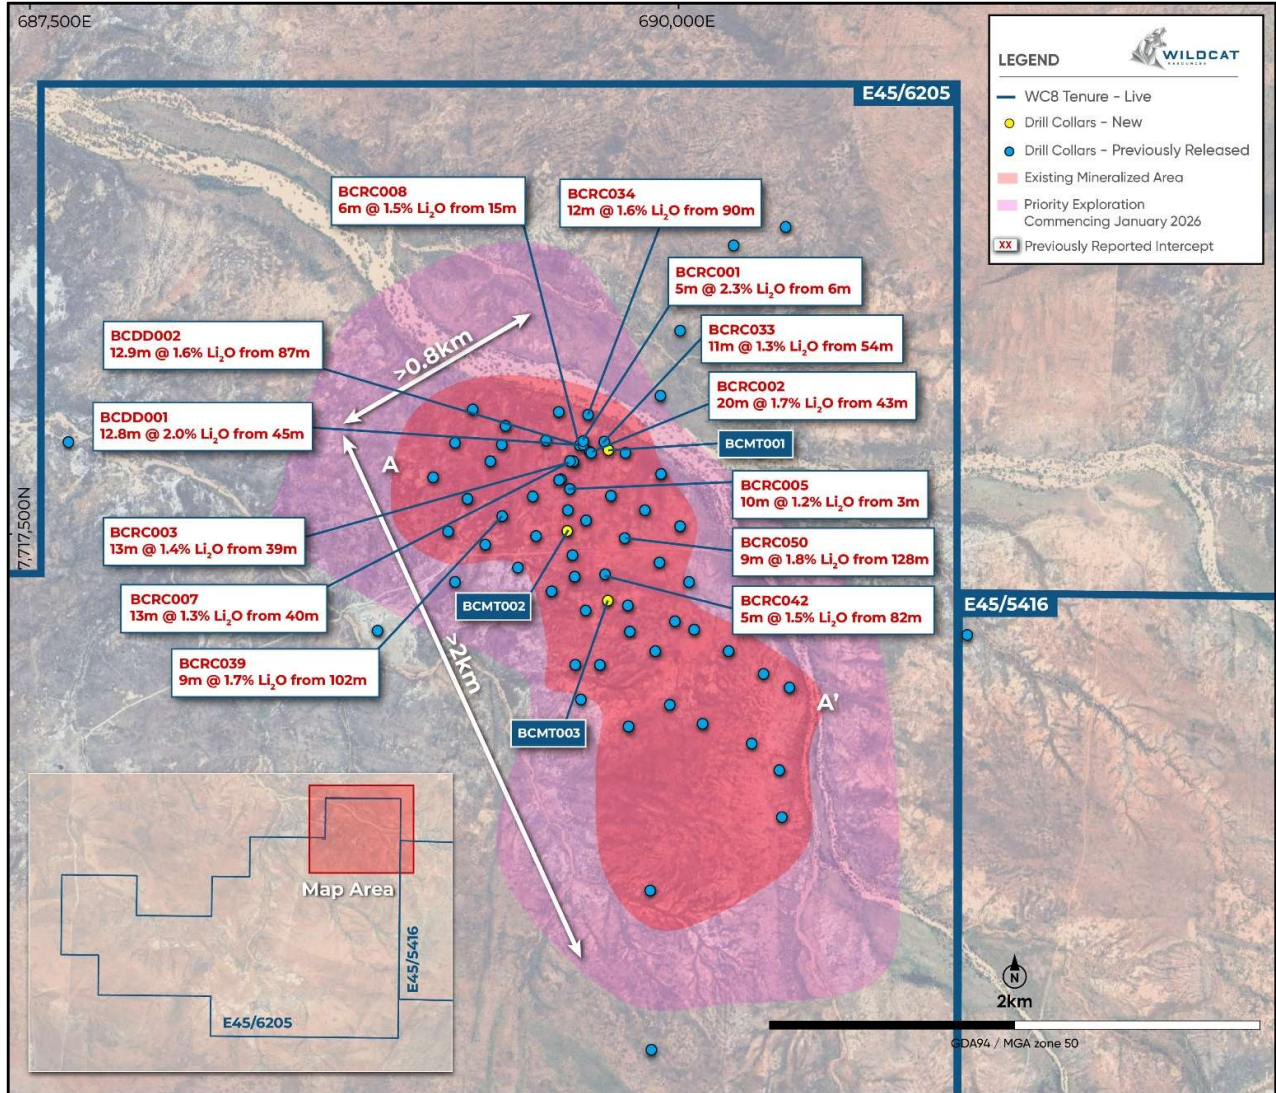 687,500E
690,000E
E45/6205
LEGEND
WILDCAT
RESOURCES
WC8 Tenure - Live
Drill Collars - New
Drill Collars - Previously Released
Existing Mineralized Area
Priority Exploration
Commencing January 2026
XX Previously Reported Intercept
BCRC008
6m @ 1.5% Li₂O from 15m
BCRC034
12m @ 1.6% Li₂O from 90m
BCRC001
5m @ 2.3% Li₂O from 6m
BCRC033
11m @ 1.3% Li₂O from 54m
BCDD002
12.9m @ 1.6% Li₂O from 87m
>0.8km
BCRC002
20m @ 1.7% Li₂O from 43m
BCDD001
12.8m @ 2.0% Li₂O from 45m
BCMT001
A
BCRC005
10m @ 1.2% Li₂O from 3m
7,717,500N
BCRC003
13m @ 1.4% Li₂O from 39m
BCRC050
9m @ 1.8% Li₂O from 128m
BCRC007
13m @ 1.3% Li₂O from 40m
BCMT002
BCRC042
5m @ 1.5% Li₂O from 82m
E45/5416
BCRC039
9m @ 1.7% Li₂O from 102m
>2km
A'
BCMT003
Map Area
E45/5416
E45/6205
N
2km
GDA94 / MGA zone 50